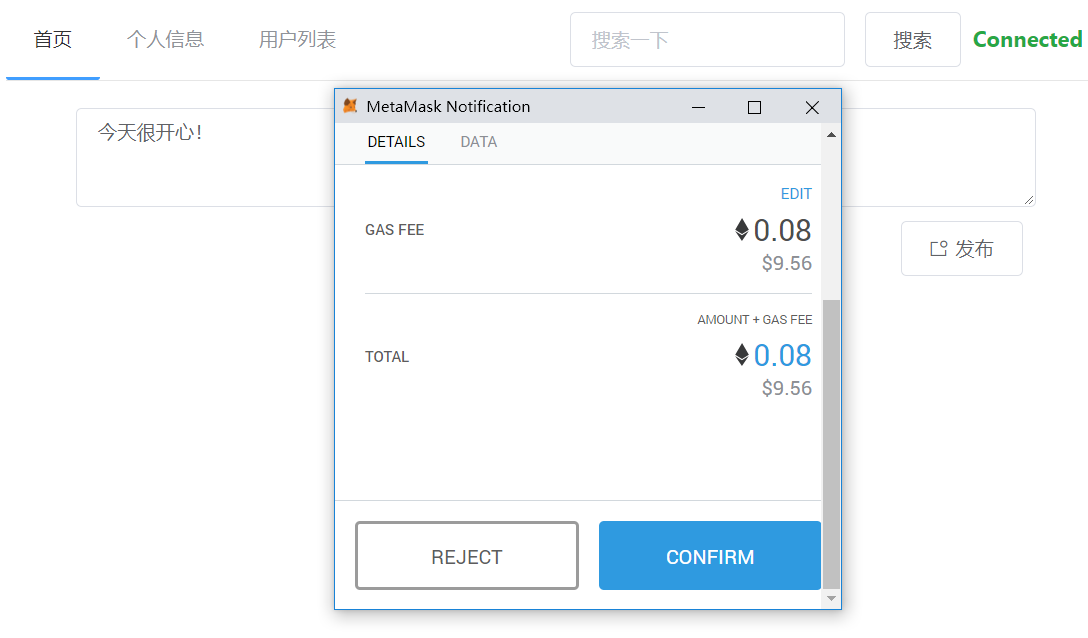 首页 个人信息 用户列表 搜索一下 搜索 Connected
MetaMask Notification
今天很开心!
DETAILS DATA
EDIT
GAS FEE 0.08
$9.56
发布
AMOUNT + GAS FEE
TOTAL 0.08
$9.56
REJECT CONFIRM